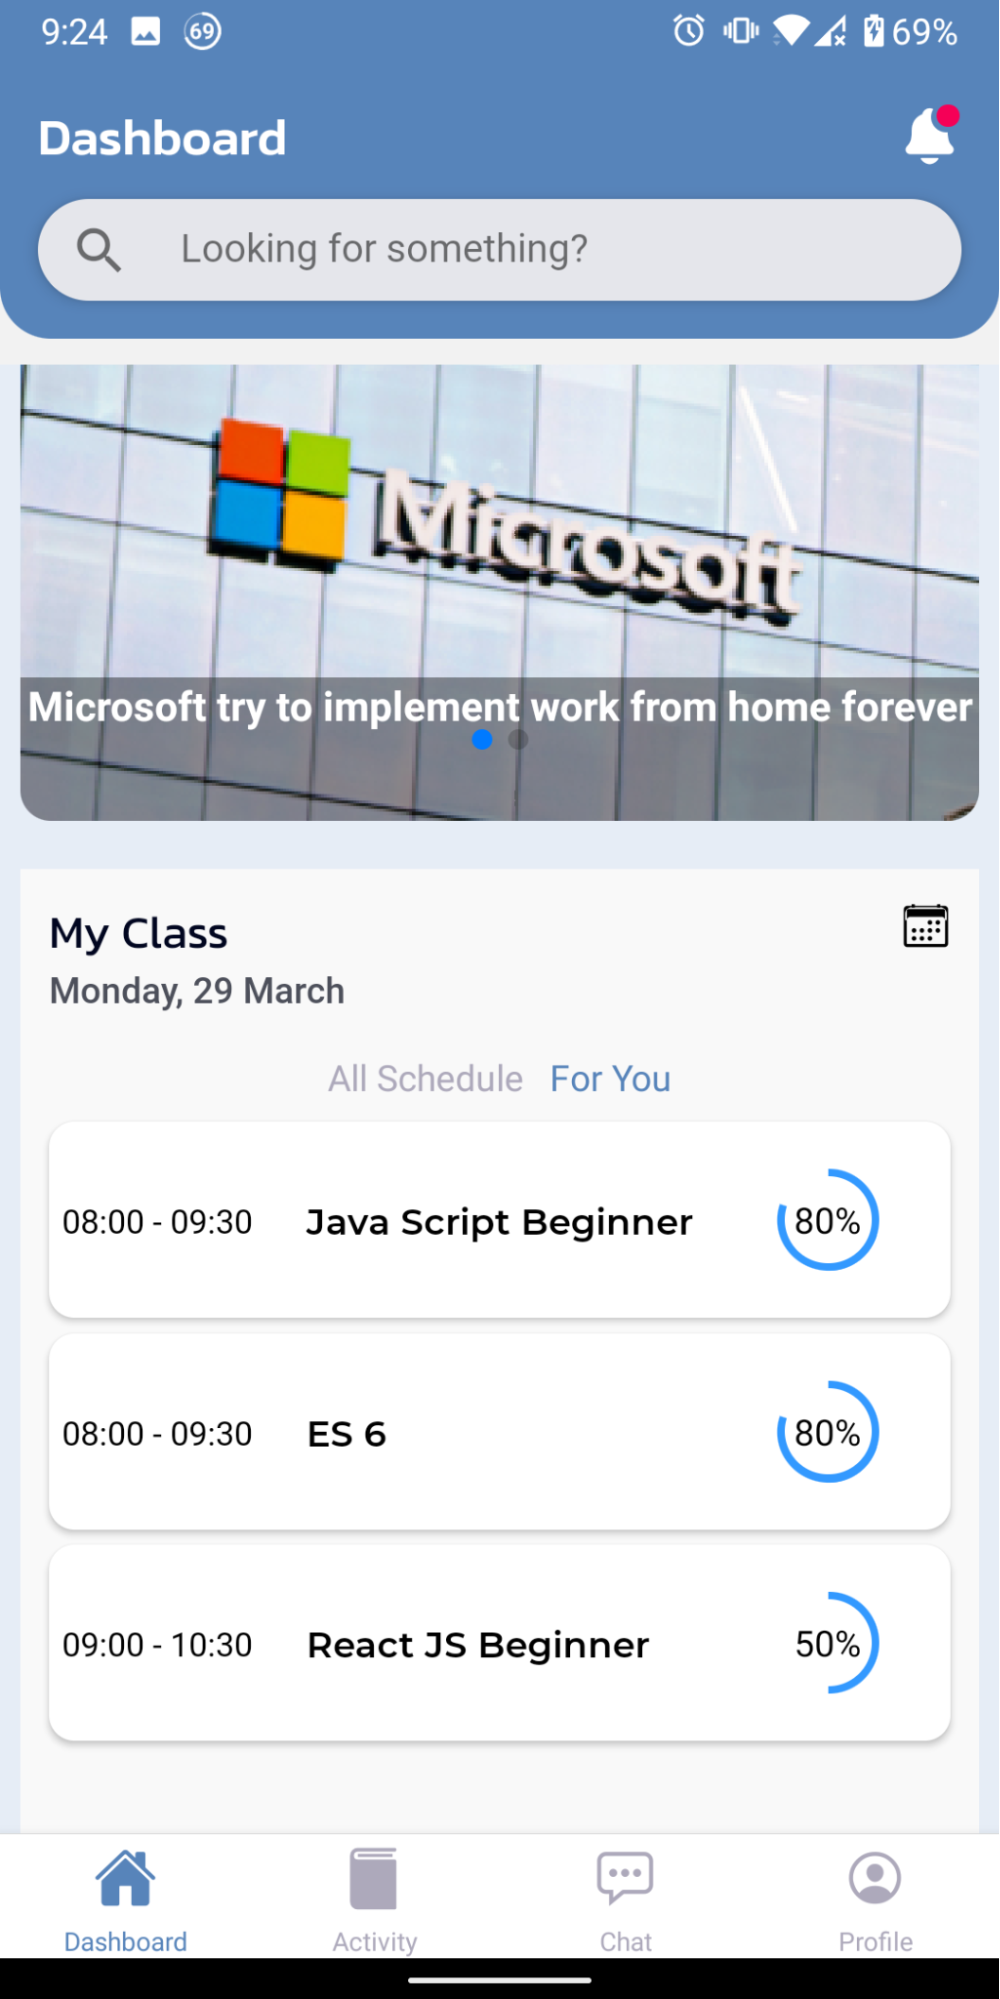 9:24 69 69%
Dashboard
Looking for something?
Microsoft
Microsoft try to implement work from home forever
My Class
Monday, 29 March
All Schedule For You
08:00 - 09:30 Java Script Beginner 80%
08:00 - 09:30 ES 6 80%
09:00 - 10:30 React JS Beginner 50%
Dashboard Activity Chat Profile